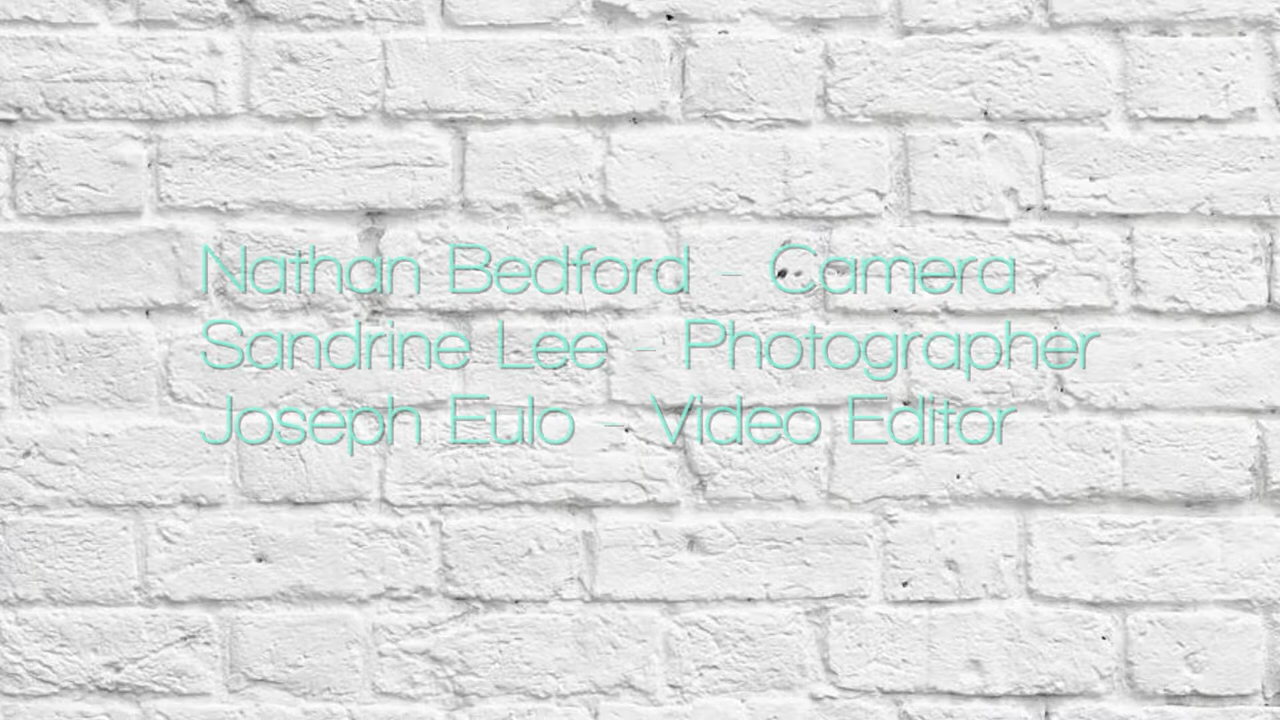 Nathan Bedford - Camera
Sandrine Lee - Photographer
Joseph Eulo - Video Editor